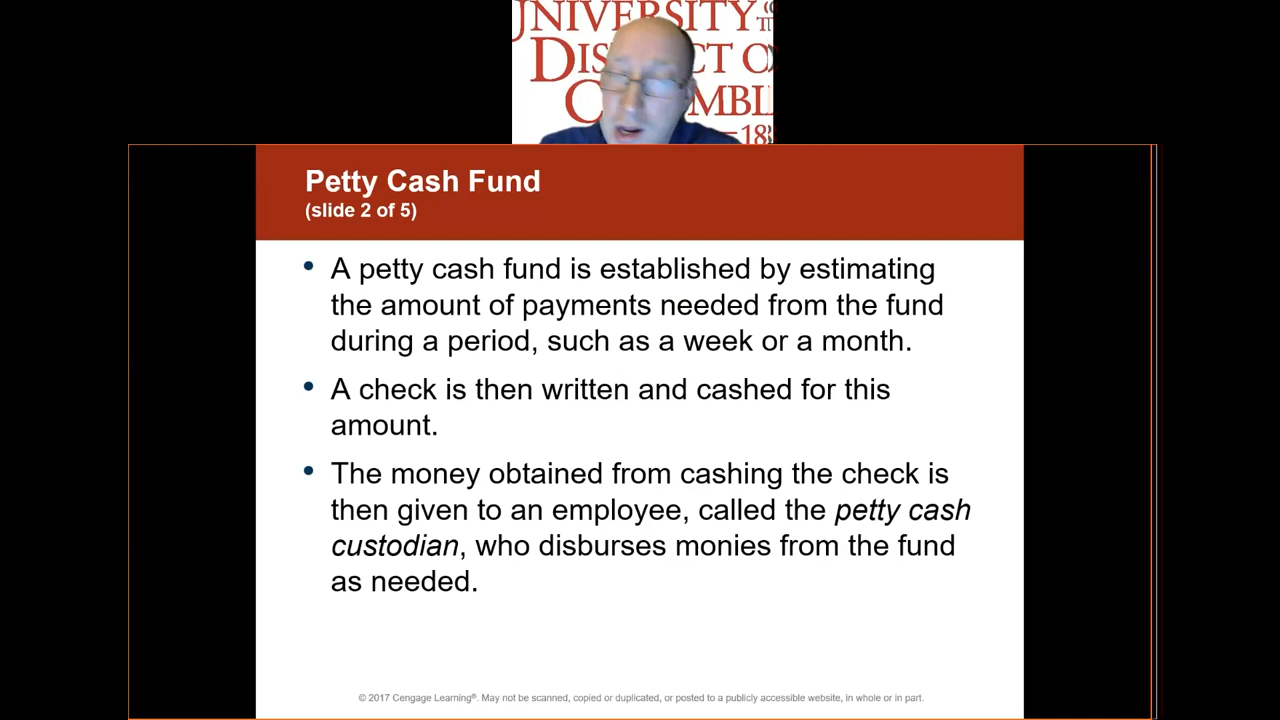 UNIVERSITY
DIS CT O
C MBI
18
Petty Cash Fund
(slide 2 of 5)
• A petty cash fund is established by estimating
the amount of payments needed from the fund
during a period, such as a week or a month.
• A check is then written and cashed for this
amount.
• The money obtained from cashing the check is
then given to an employee, called the petty cash
custodian, who disburses monies from the fund
as needed.
© 2017 Cengage Learning®. May not be scanned, copied or duplicated, or posted to a publicly accessible website, in whole or in part.